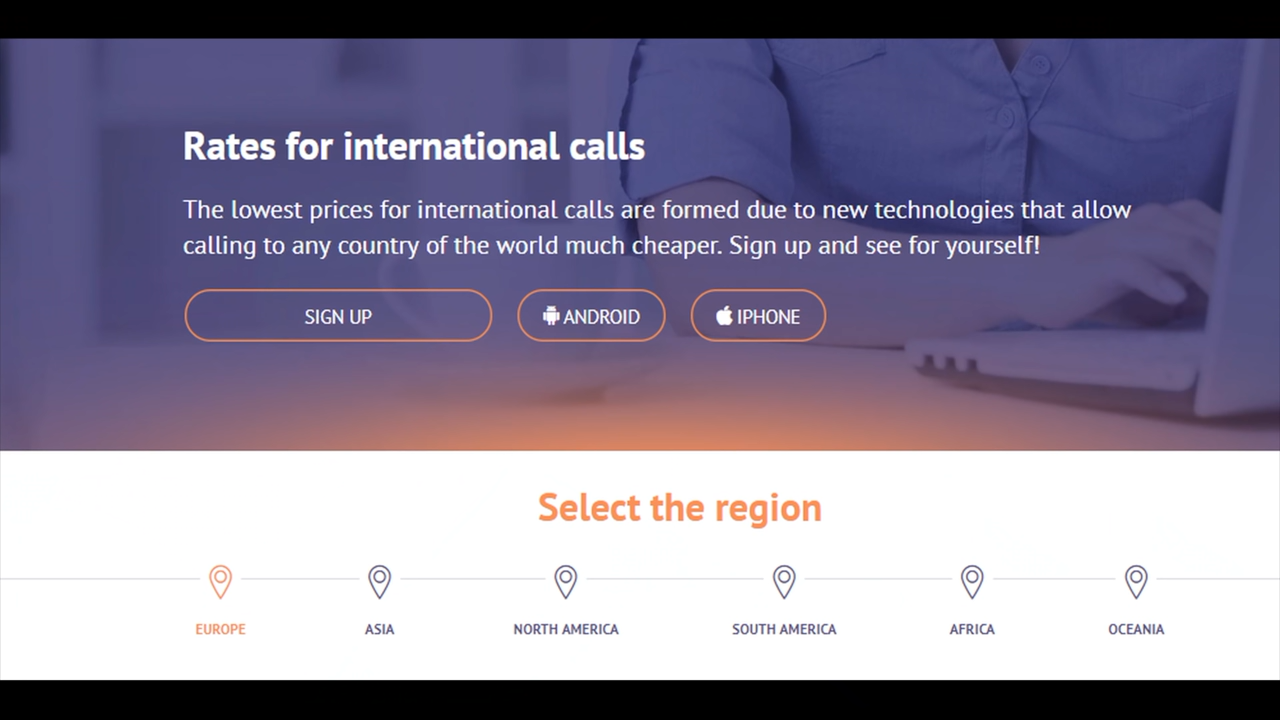 Rates for international calls
The lowest prices for international calls are formed due to new technologies that allow
calling to any country of the world much cheaper. Sign up and see for yourself!
SIGN UP
ANDROID
IPHONE
Select the region
EUROPE
ASIA
NORTH AMERICA
SOUTH AMERICA
AFRICA
OCEANIA